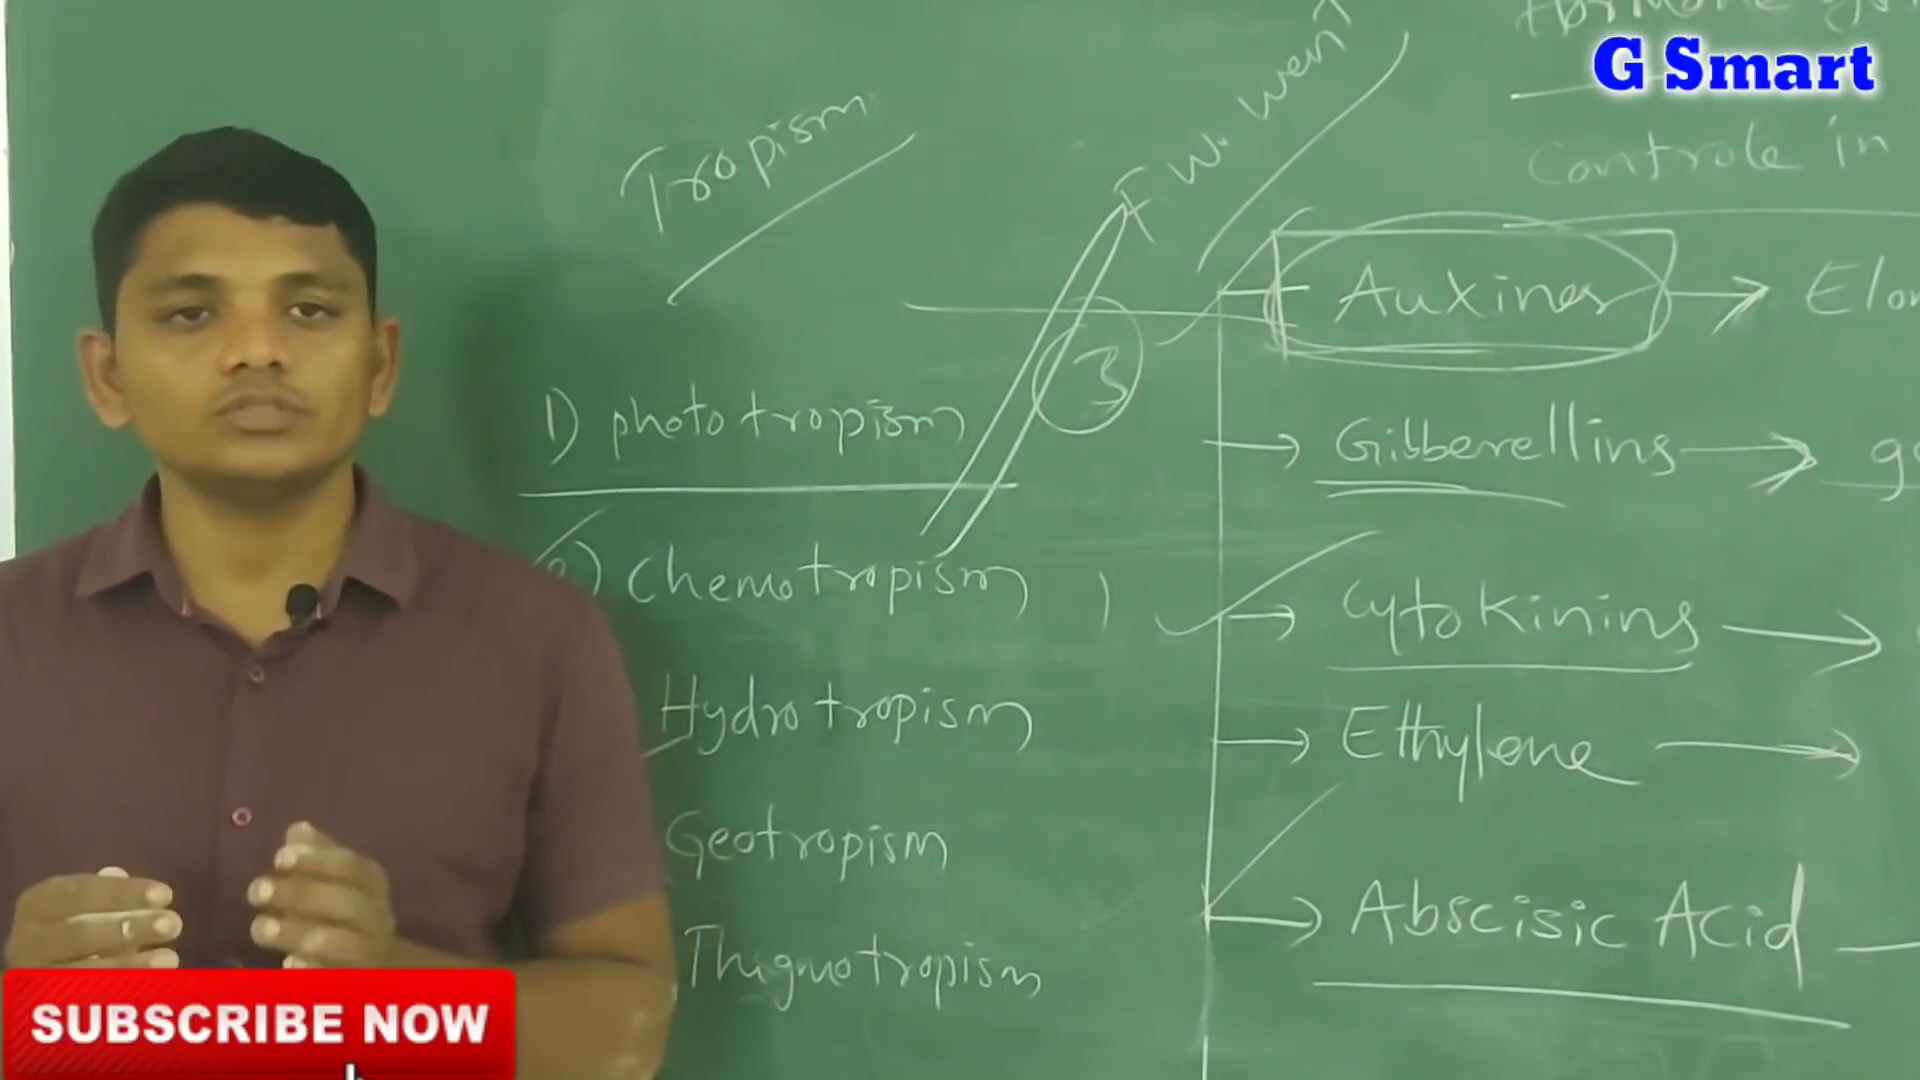 G Smart
Controle in
Tropism
F. W. went
Auxines → Elon
3
1) phototropism
Gibberellins →
2) Chemotropism
→ Cytokinins →
Hydrotropism
→ Ethylene →
Geotropism
→ Abscisic Acid
Thigmotropism
SUBSCRIBE NOW